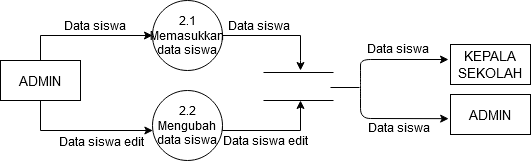 Data siswa
2.1
Memasukkan
data siswa
Data siswa
ADMIN
Data siswa
KEPALA
SEKOLAH
ADMIN
Data siswa
Data siswa edit
2.2
Mengubah
data siswa
Data siswa edit